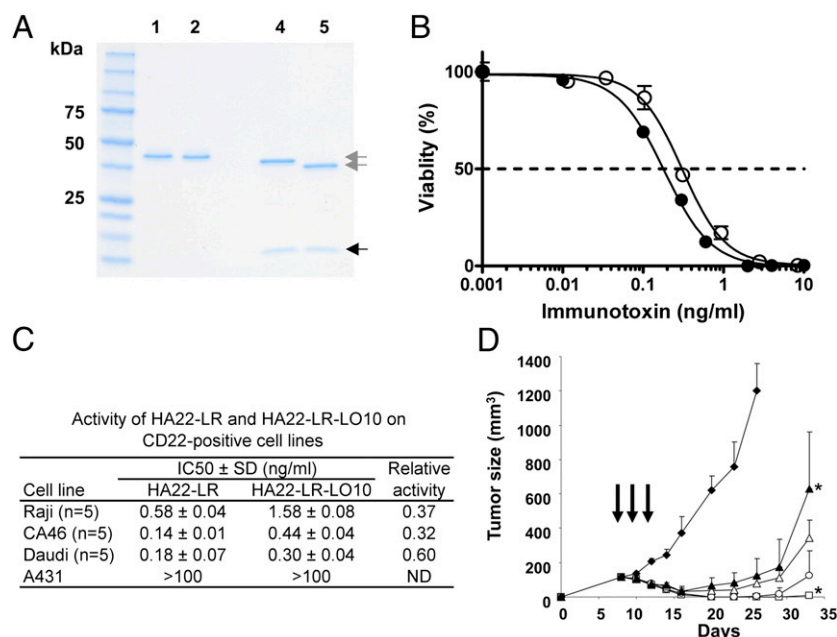 A
1 2 4 5
kDa
75
50
25
B
Viablity (%)
100
50
0
0.001 0.01 0.1 1 10
Immunotoxin (ng/ml)
C
Activity of HA22-LR and HA22-LR-LO10 on
CD22-positive cell lines
IC50 ± SD (ng/ml) Relative
Cell line HA22-LR HA22-LR-LO10 activity
Raji (n=5) 0.58 ± 0.04 1.58 ± 0.08 0.37
CA46 (n=5) 0.14 ± 0.01 0.44 ± 0.04 0.32
Daudi (n=5) 0.18 ± 0.07 0.30 ± 0.04 0.60
A431 >100 >100 ND
D
Tumor size (mm³)
1400
1200
1000
800
600
400
200
0
*
*
0 5 10 15 20 25 30 35
Days